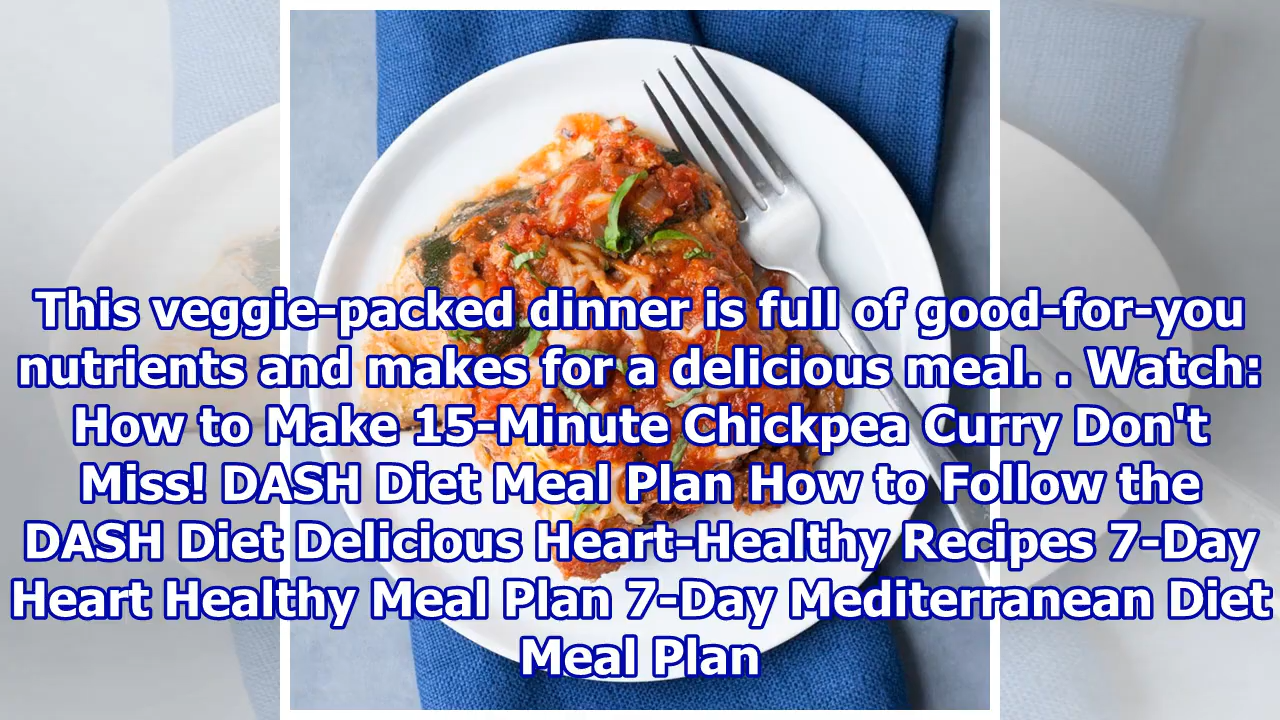 This veggie-packed dinner is full of good-for-you
nutrients and makes for a delicious meal. . Watch:
How to Make 15-Minute Chickpea Curry Don't
Miss! DASH Diet Meal Plan How to Follow the
DASH Diet Delicious Heart-Healthy Recipes 7-Day
Heart Healthy Meal Plan 7-Day Mediterranean Diet
Meal Plan